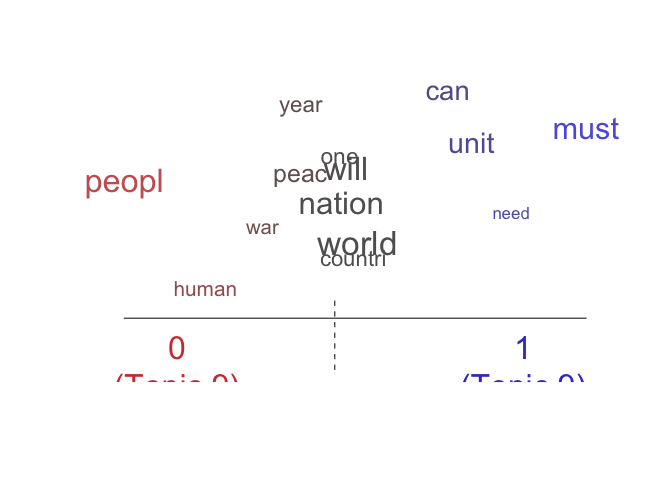 can
year
must
unit
one
will
peac
peopl
nation
need
war
world
countri
human
0
1
(Topic 9)
(Topic 9)